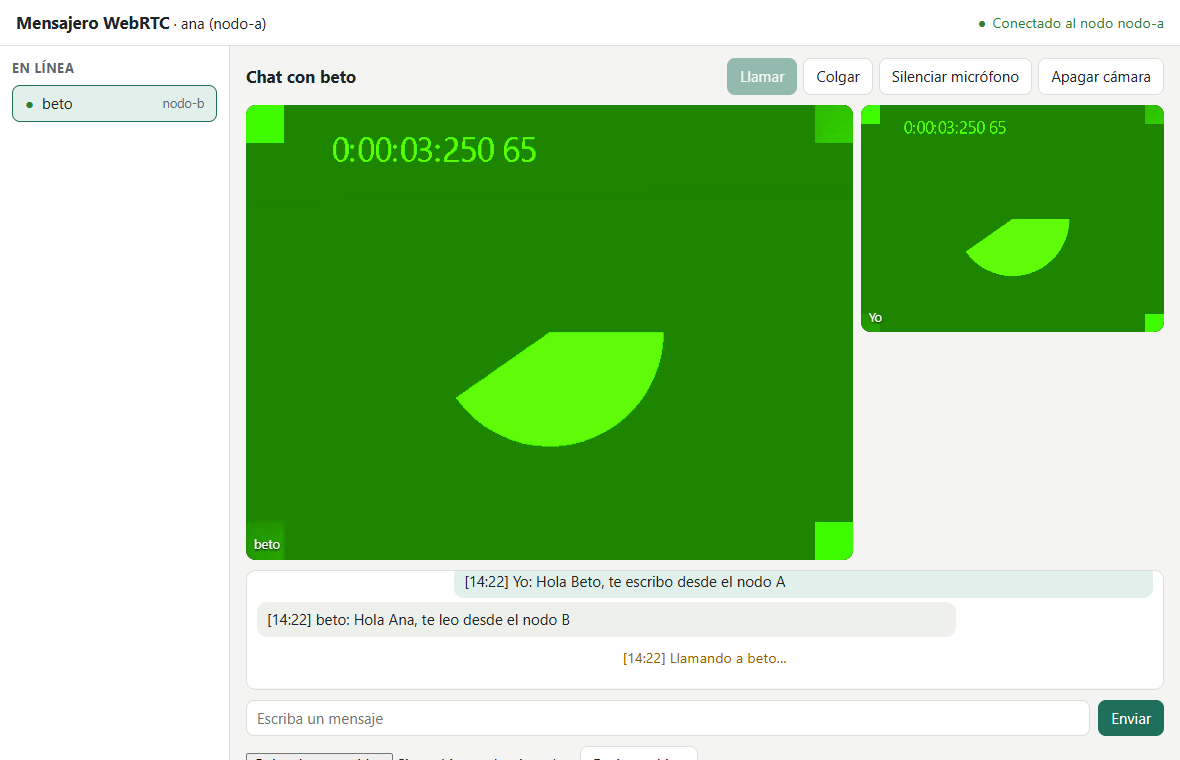 Mensajero WebRTC · ana (nodo-a)
● Conectado al nodo nodo-a
EN LÍNEA
● beto nodo-b
Chat con beto
Llamar Colgar Silenciar micrófono Apagar cámara
0:00:03:250 65
beto
0:00:03:250 65
Yo
[14:22] Yo: Hola Beto, te escribo desde el nodo A
[14:22] beto: Hola Ana, te leo desde el nodo B
[14:22] Llamando a beto...
Escriba un mensaje
Enviar